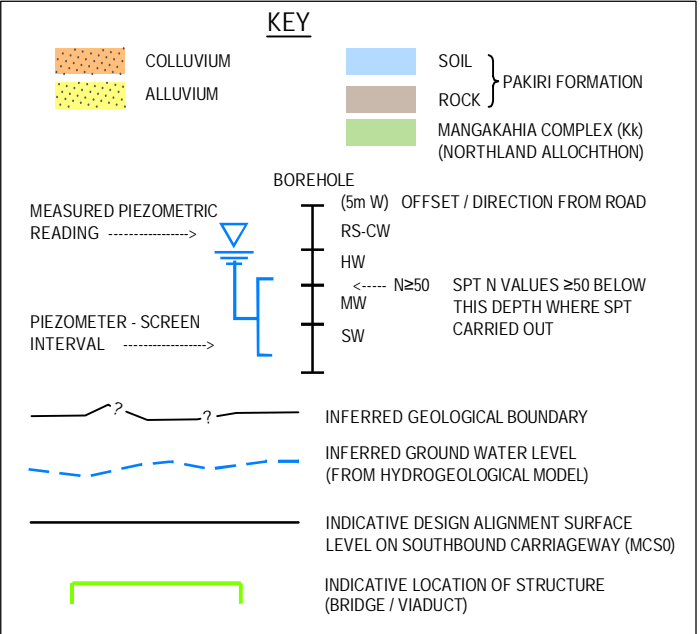 KEY
COLLUVIUM
ALLUVIUM
SOIL
ROCK
PAKIRI FORMATION
MANGAKAHIA COMPLEX (Kk)
(NORTHLAND ALLOCHTHON)
BOREHOLE
(5m W) OFFSET / DIRECTION FROM ROAD
MEASURED PIEZOMETRIC
READING ----------------->
RS-CW
HW
<----- N≥50 SPT N VALUES ≥50 BELOW
THIS DEPTH WHERE SPT
CARRIED OUT
MW
SW
PIEZOMETER - SCREEN
INTERVAL ----------------->
? ?
INFERRED GEOLOGICAL BOUNDARY
INFERRED GROUND WATER LEVEL
(FROM HYDROGEOLOGICAL MODEL)
INDICATIVE DESIGN ALIGNMENT SURFACE
LEVEL ON SOUTHBOUND CARRIAGEWAY (MCS0)
INDICATIVE LOCATION OF STRUCTURE
(BRIDGE / VIADUCT)